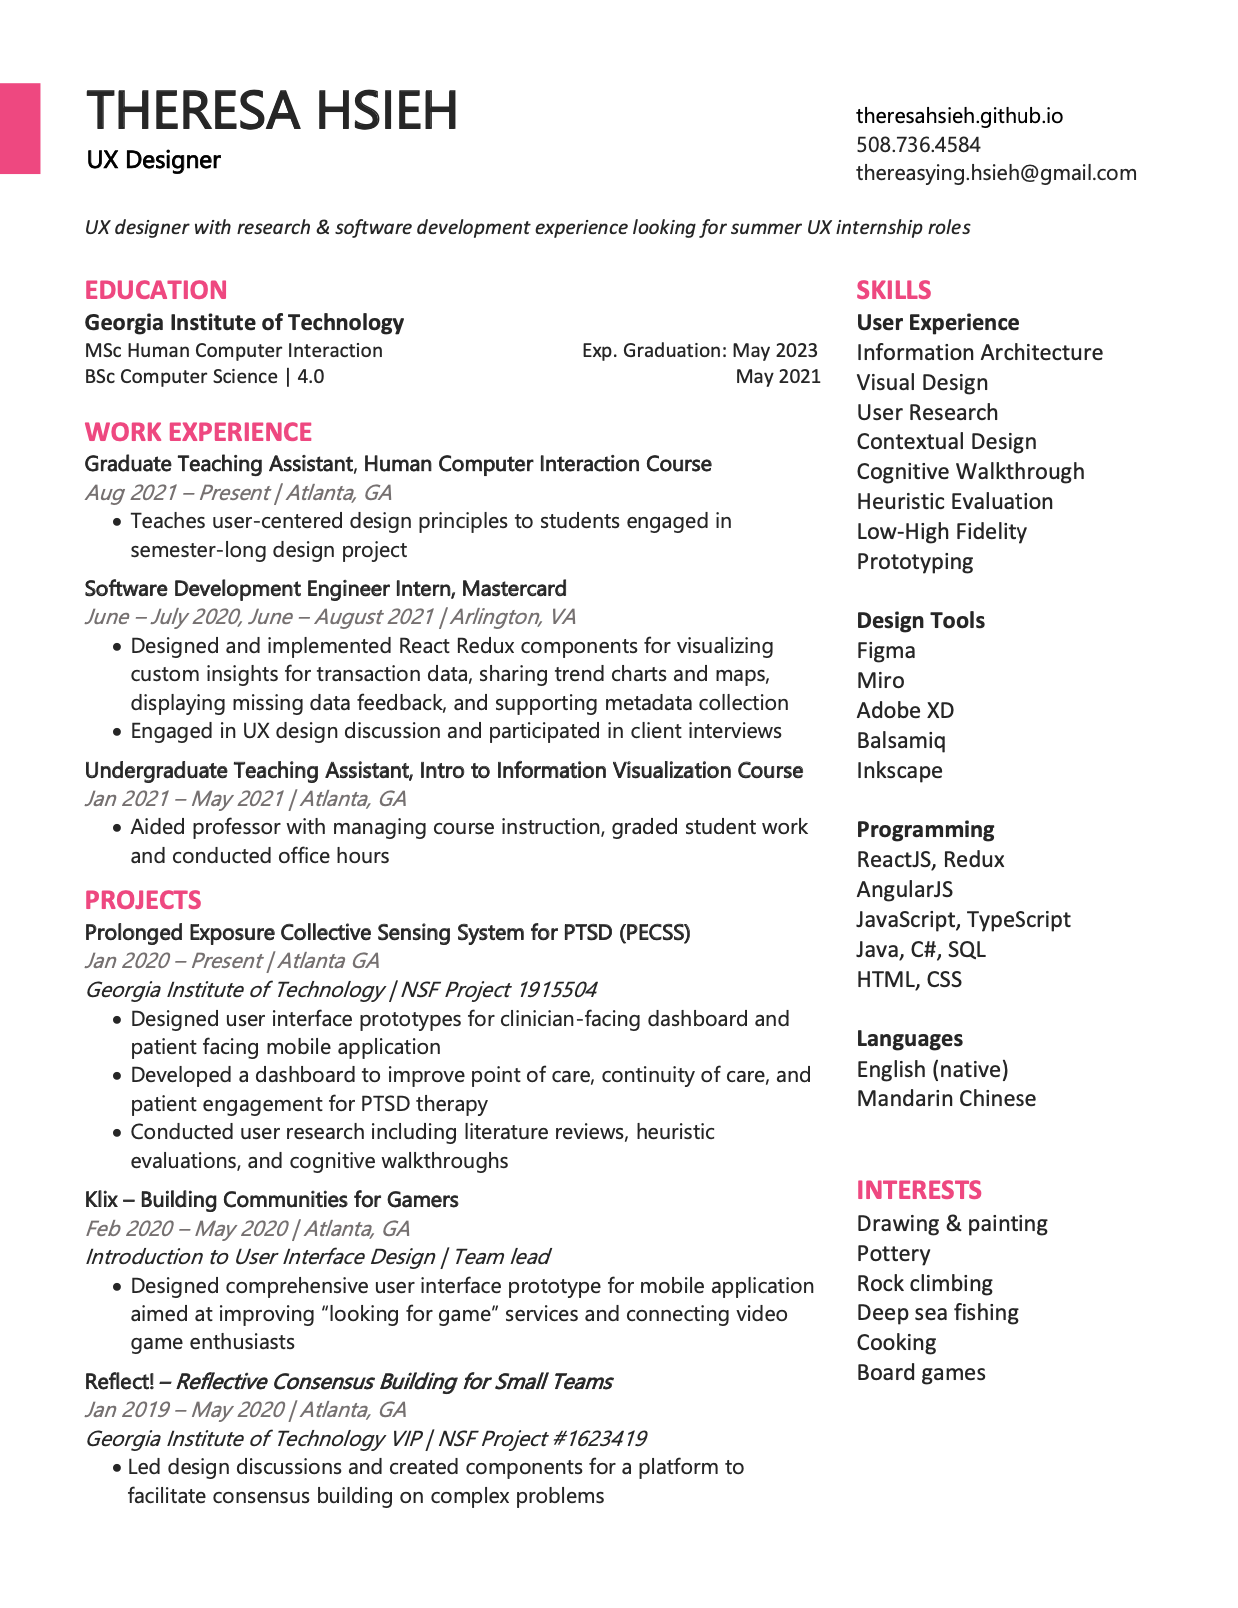 THERESA HSIEH
UX Designer
theresahsieh.github.io
508.736.4584
thereasying.hsieh@gmail.com
UX designer with research & software development experience looking for summer UX internship roles
EDUCATION
Georgia Institute of Technology
MSc Human Computer Interaction Exp. Graduation: May 2023
BSc Computer Science | 4.0 May 2021
WORK EXPERIENCE
Graduate Teaching Assistant, Human Computer Interaction Course
Aug 2021 – Present | Atlanta, GA
• Teaches user-centered design principles to students engaged in
semester-long design project
Software Development Engineer Intern, Mastercard
June – July 2020, June – August 2021 | Arlington, VA
• Designed and implemented React Redux components for visualizing
custom insights for transaction data, sharing trend charts and maps,
displaying missing data feedback, and supporting metadata collection
• Engaged in UX design discussion and participated in client interviews
Undergraduate Teaching Assistant, Intro to Information Visualization Course
Jan 2021 – May 2021 | Atlanta, GA
• Aided professor with managing course instruction, graded student work
and conducted office hours
PROJECTS
Prolonged Exposure Collective Sensing System for PTSD (PECSS)
Jan 2020 – Present | Atlanta GA
Georgia Institute of Technology | NSF Project 1915504
• Designed user interface prototypes for clinician-facing dashboard and
patient facing mobile application
• Developed a dashboard to improve point of care, continuity of care, and
patient engagement for PTSD therapy
• Conducted user research including literature reviews, heuristic
evaluations, and cognitive walkthroughs
Klix – Building Communities for Gamers
Feb 2020 – May 2020 | Atlanta, GA
Introduction to User Interface Design | Team lead
• Designed comprehensive user interface prototype for mobile application
aimed at improving “looking for game” services and connecting video
game enthusiasts
Reflect! – Reflective Consensus Building for Small Teams
Jan 2019 – May 2020 | Atlanta, GA
Georgia Institute of Technology VIP | NSF Project #1623419
• Led design discussions and created components for a platform to
facilitate consensus building on complex problems
SKILLS
User Experience
Information Architecture
Visual Design
User Research
Contextual Design
Cognitive Walkthrough
Heuristic Evaluation
Low-High Fidelity
Prototyping
Design Tools
Figma
Miro
Adobe XD
Balsamiq
Inkscape
Programming
ReactJS, Redux
AngularJS
JavaScript, TypeScript
Java, C#, SQL
HTML, CSS
Languages
English (native)
Mandarin Chinese
INTERESTS
Drawing & painting
Pottery
Rock climbing
Deep sea fishing
Cooking
Board games